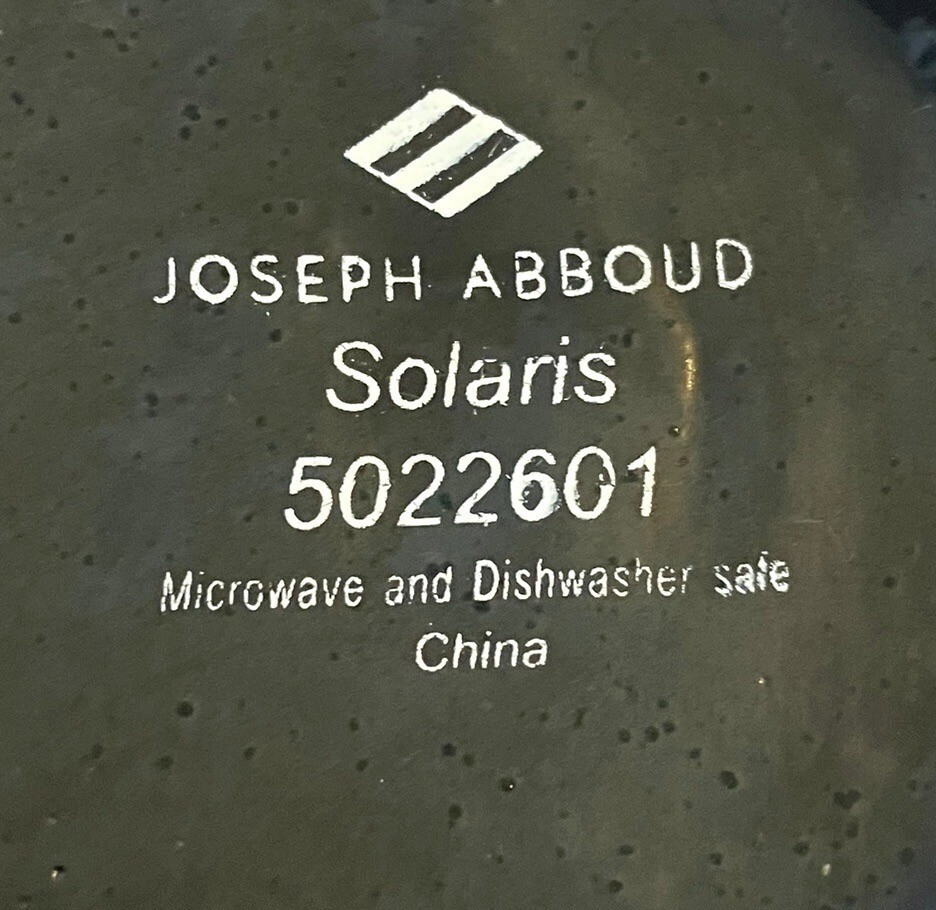 JOSEPH ABBOUD
Solaris
5022601
Microwave and Dishwasher safe
China